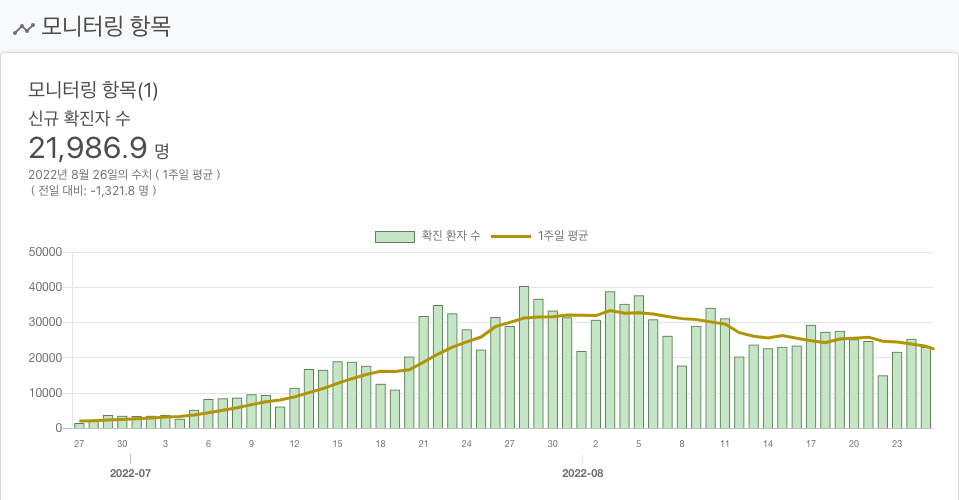 모니터링 항목
모니터링 항목(1)
신규 확진자 수
21,986.9 명
2022년 8월 26일의 수치 ( 1주일 평균 )
( 전일 대비: -1,321.8 명 )
확진 환자 수 1주일 평균
50000
40000
30000
20000
10000
0
27 30 3 6 9 12 15 18 21 24 27 30 2 5 8 11 14 17 20 23
2022-07 2022-08